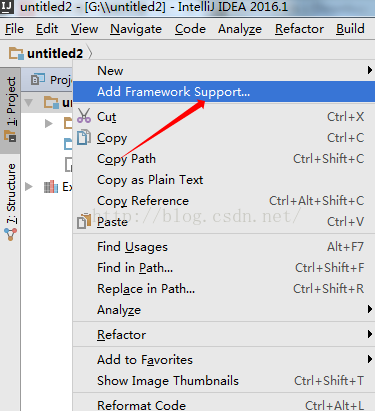 untitled2 - [G:\\untitled2] - IntelliJ IDEA 2016.1
File Edit View Navigate Code Analyze Refactor Build
untitled2
1: Project
7: Structure
Proje
un
Ex
New
Add Framework Support...
Cut Ctrl+X
Copy Ctrl+C
Copy Path Ctrl+Shift+C
Copy as Plain Text
Copy Reference Ctrl+Alt+Shift+C
http://blog.csdn.net/
Paste Ctrl+V
Find Usages Alt+F7
Find in Path... Ctrl+Shift+F
Replace in Path... Ctrl+Shift+R
Analyze
Refactor
Add to Favorites
Show Image Thumbnails Ctrl+Shift+T
Reformat Code Ctrl+Alt+L